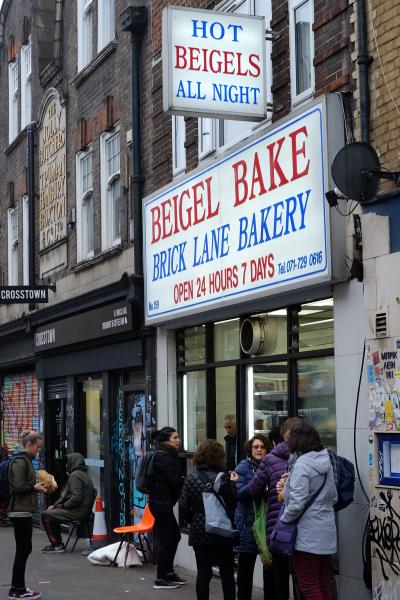 HOT
BEIGELS
ALL NIGHT
BEIGEL BAKE
BRICK LANE BAKERY
OPEN 24 HOURS 7 DAYS Tel.071-729 0616
No. 159
CROSSTOWN
CROSSTOWN